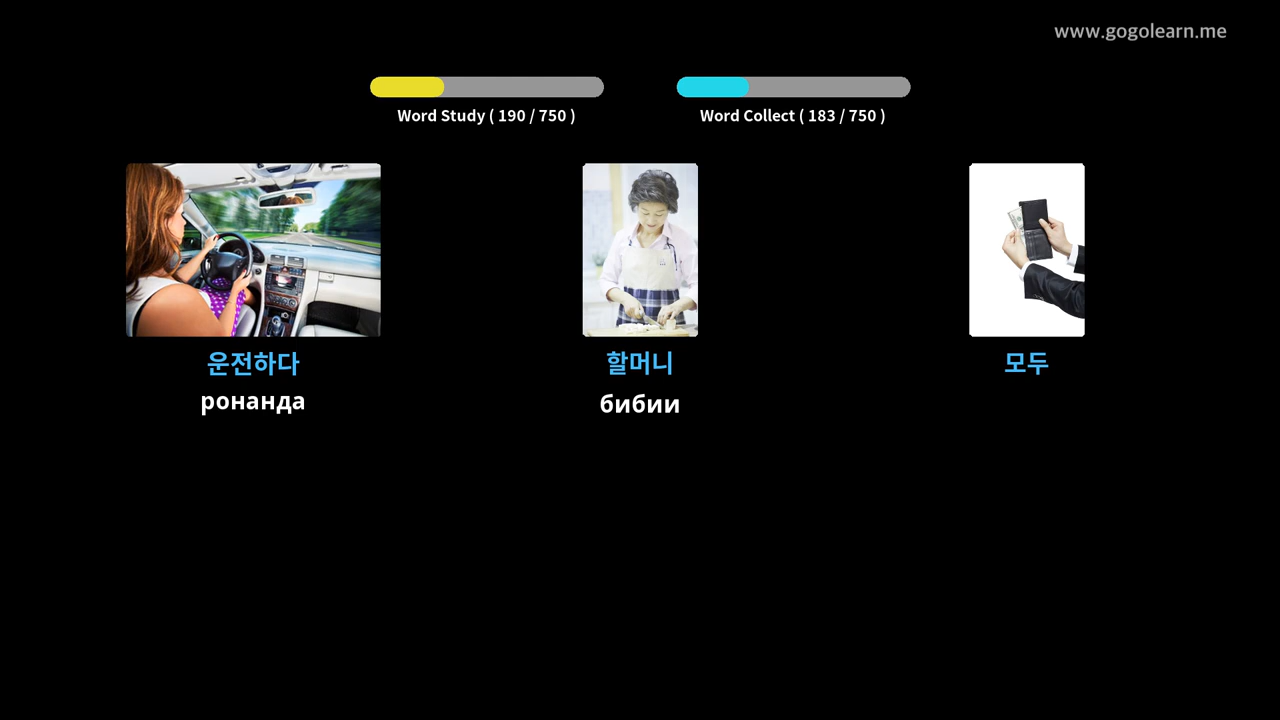 www.gogolearn.me
Word Study ( 190 / 750 )
Word Collect ( 183 / 750 )
운전하다
ронанда
할머니
бибии
모두